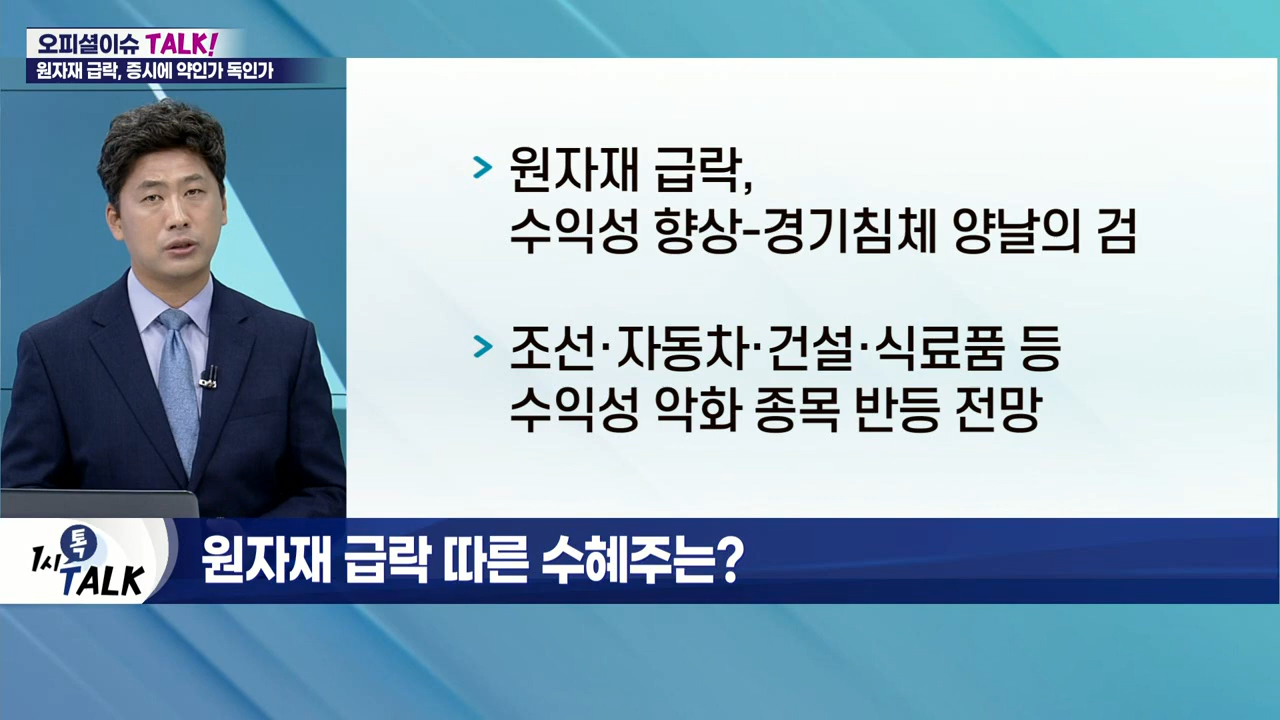 오피셜이슈 TALK!
원자재 급락, 증시에 약인가 독인가
> 원자재 급락,
수익성 향상-경기침체 양날의 검
> 조선·자동차·건설·식료품 등
수익성 악화 종목 반등 전망
1시 톡 TALK
원자재 급락 따른 수혜주는?